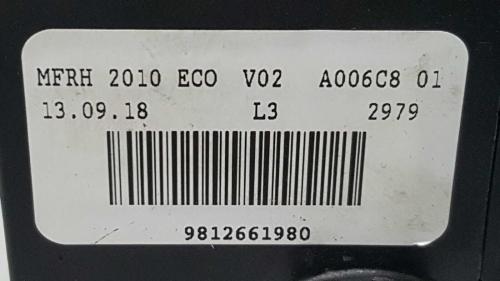 MFRH 2010 ECO V02 A006C8 01
13.09.18 L3 2979
9812661980